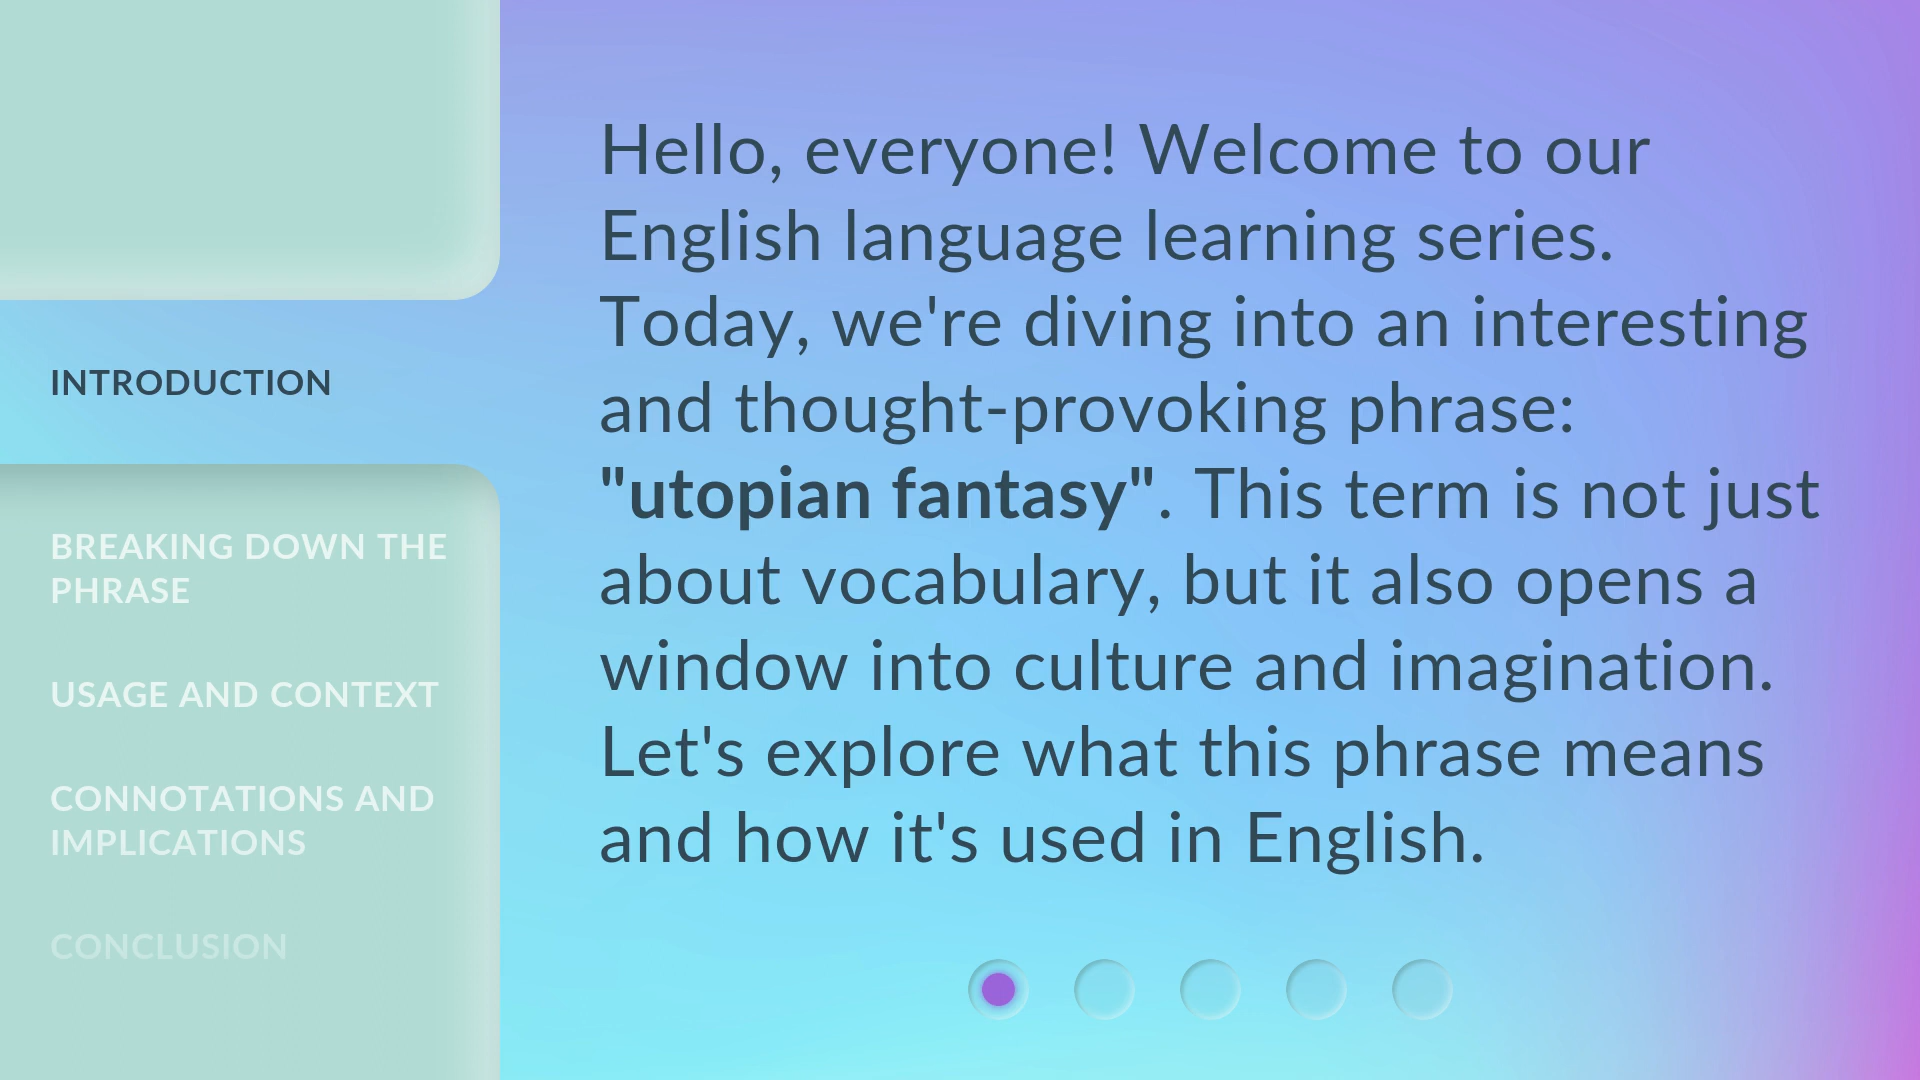 INTRODUCTION
BREAKING DOWN THE
PHRASE
USAGE AND CONTEXT
CONNOTATIONS AND
IMPLICATIONS
CONCLUSION
Hello, everyone! Welcome to our
English language learning series.
Today, we're diving into an interesting
and thought-provoking phrase:
"utopian fantasy". This term is not just
about vocabulary, but it also opens a
window into culture and imagination.
Let's explore what this phrase means
and how it's used in English.